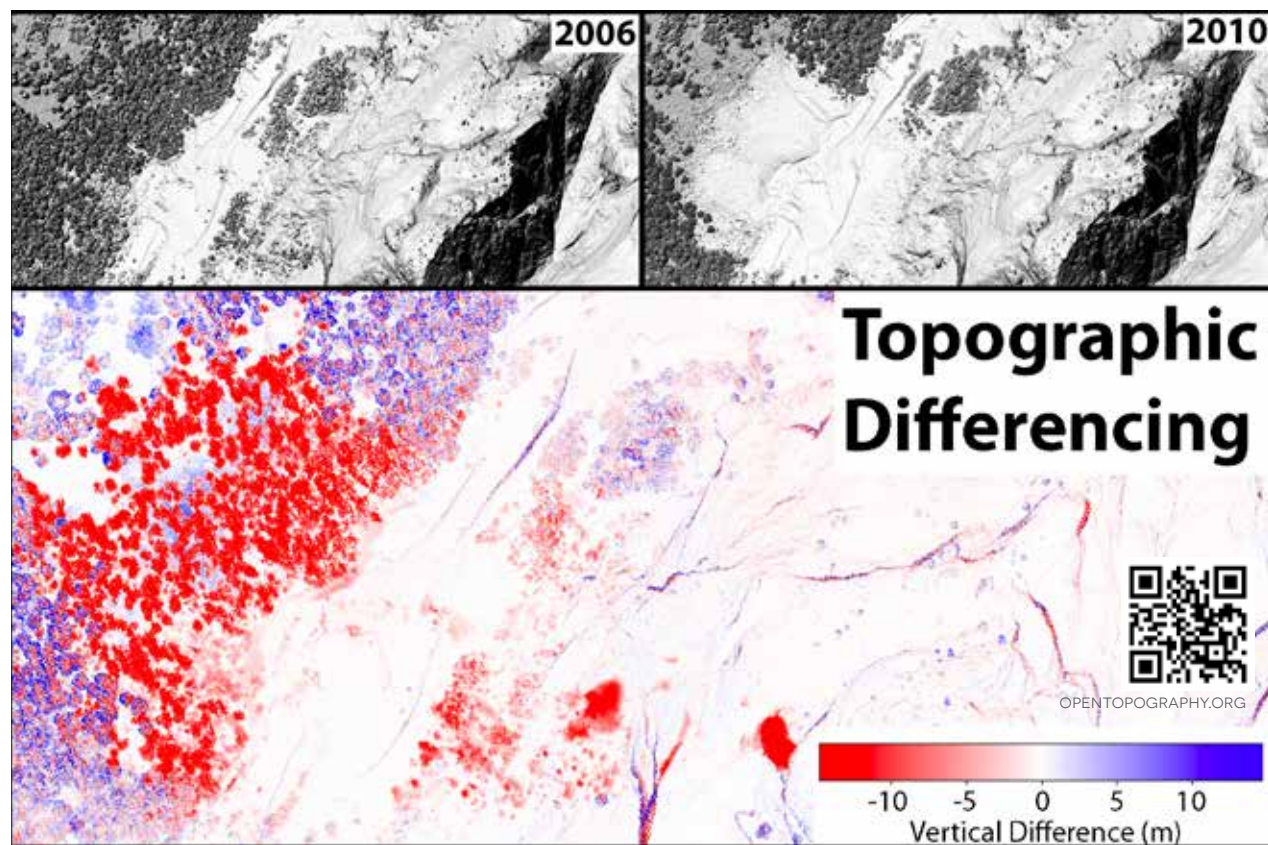 2006
2010
Topographic
Differencing
OPENTOPOGRAPHY.ORG
-10 -5 0 5 10
Vertical Difference (m)